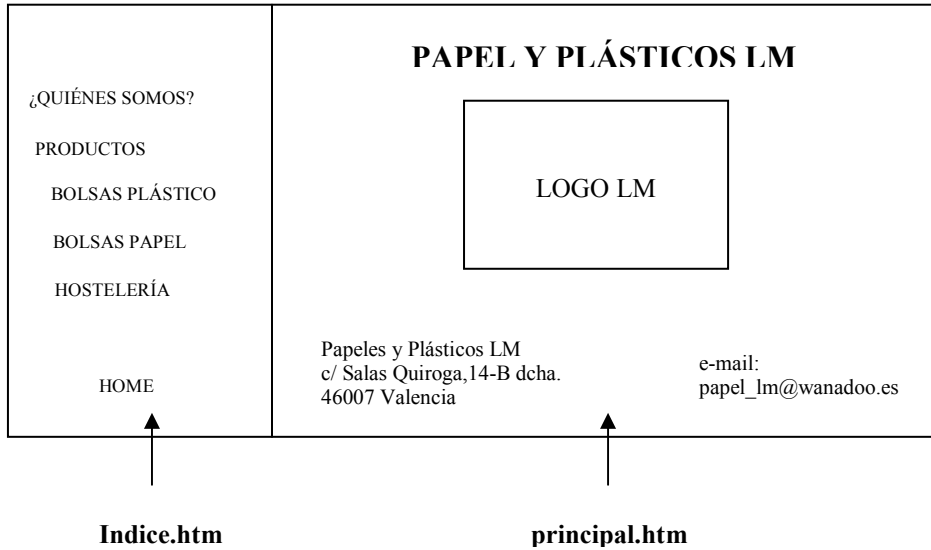 ¿QUIÉNES SOMOS?
PRODUCTOS
BOLSAS PLÁSTICO
BOLSAS PAPEL
HOSTELERÍA
HOME
PAPEL Y PLÁSTICOS LM
LOGO LM
Papeles y Plásticos LM
c/ Salas Quiroga,14-B dcha.
46007 Valencia
e-mail:
papel_lm@wanadoo.es
Indice.htm
principal.htm